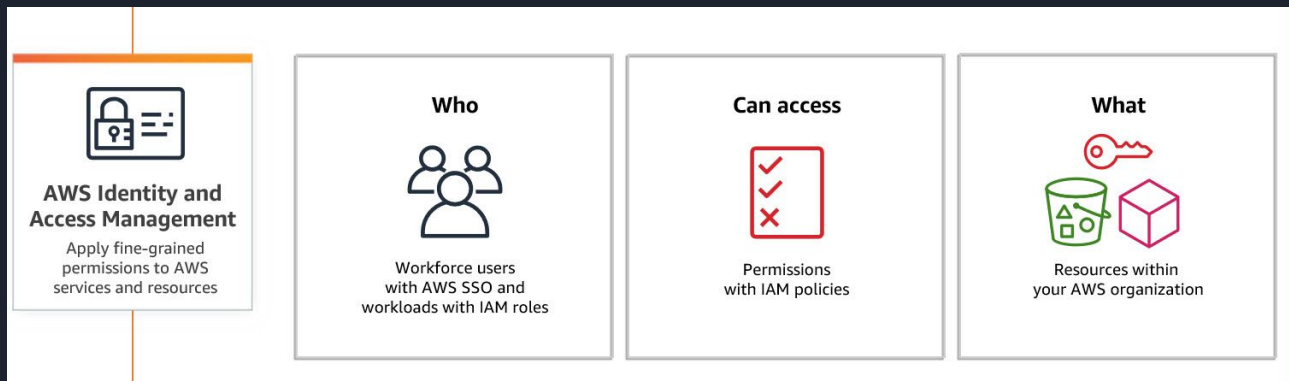 AWS Identity and
Access Management
Apply fine-grained
permissions to AWS
services and resources
Who
Workforce users
with AWS SSO and
workloads with IAM roles
Can access
Permissions
with IAM policies
What
Resources within
your AWS organization